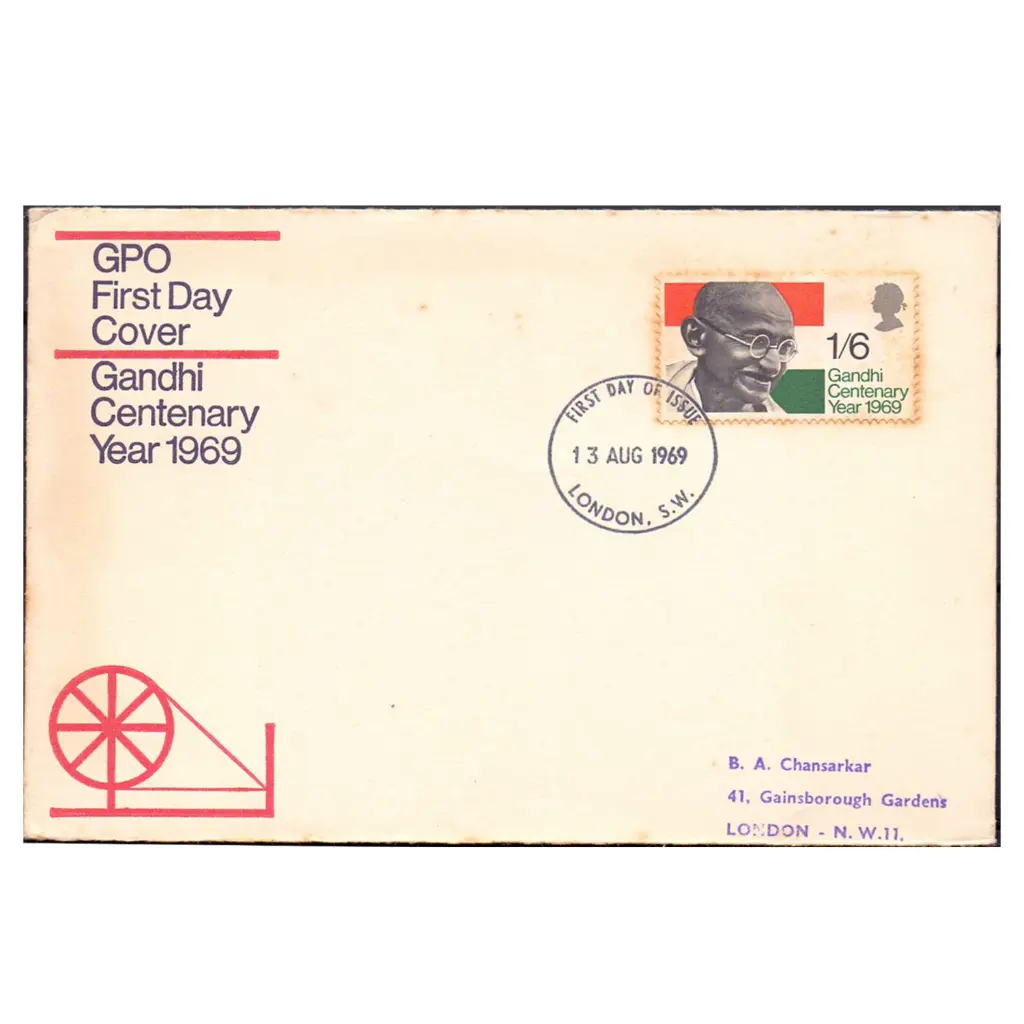 GPO
First Day
Cover
Gandhi
Centenary
Year 1969
1/6
Gandhi
Centenary
Year 1969
FIRST DAY OF ISSUE
13 AUG 1969
LONDON, S.W.
B. A. Chansarkar
41, Gainsborough Gardens
LONDON - N.W.11.